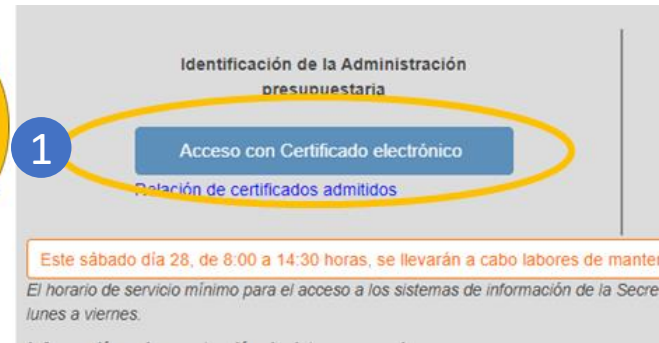 Identificación de la Administración
presupuestaria
1
Acceso con Certificado electrónico
Relación de certificados admitidos
Este sábado día 28, de 8:00 a 14:30 horas, se llevarán a cabo labores de
El horario de servicio mínimo para el acceso a los sistemas de información de la
lunes a viernes.